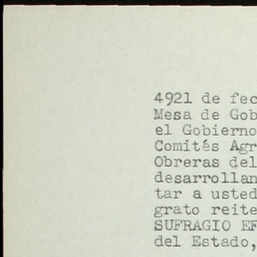 4921 de fec
Mesa de Gob
el Gobierno
Comités Agr
Obreras del
desarrollan
tar a usted
grato reite
SUFRAGIO EF
del Estado,